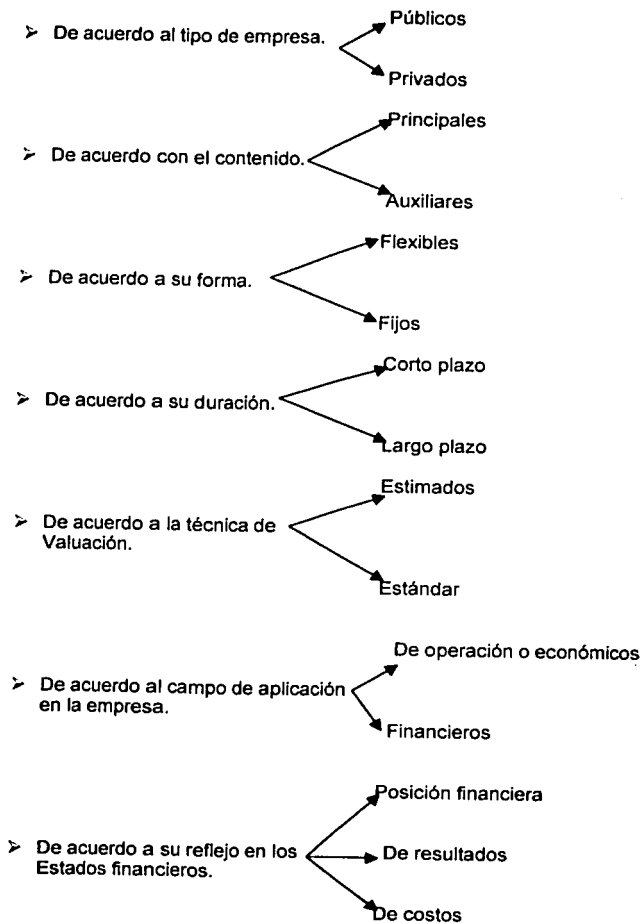 Públicos
➢ De acuerdo al tipo de empresa.
Privados
Principales
➢ De acuerdo con el contenido.
Auxiliares
Flexibles
➢ De acuerdo a su forma.
Fijos
Corto plazo
➢ De acuerdo a su duración.
Largo plazo
Estimados
➢ De acuerdo a la técnica de
Valuación.
Estándar
De operación o económicos
➢ De acuerdo al campo de aplicación
en la empresa.
Financieros
Posición financiera
➢ De acuerdo a su reflejo en los
Estados financieros.
De resultados
De costos